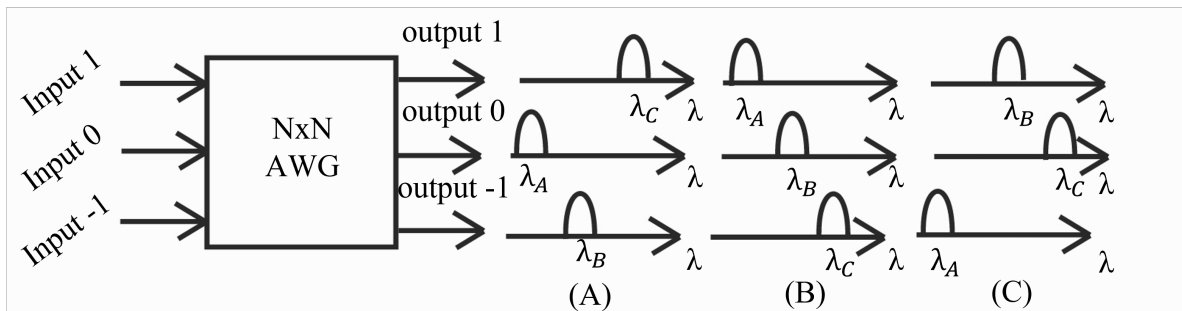 Input 1
Input 0
Input -1
NxN
AWG
output 1
output 0
output -1
λC λ
λA λ
λB λ
(A)
λA λ
λB λ
λC λ
(B)
λB λ
λC λ
λA λ
(C)